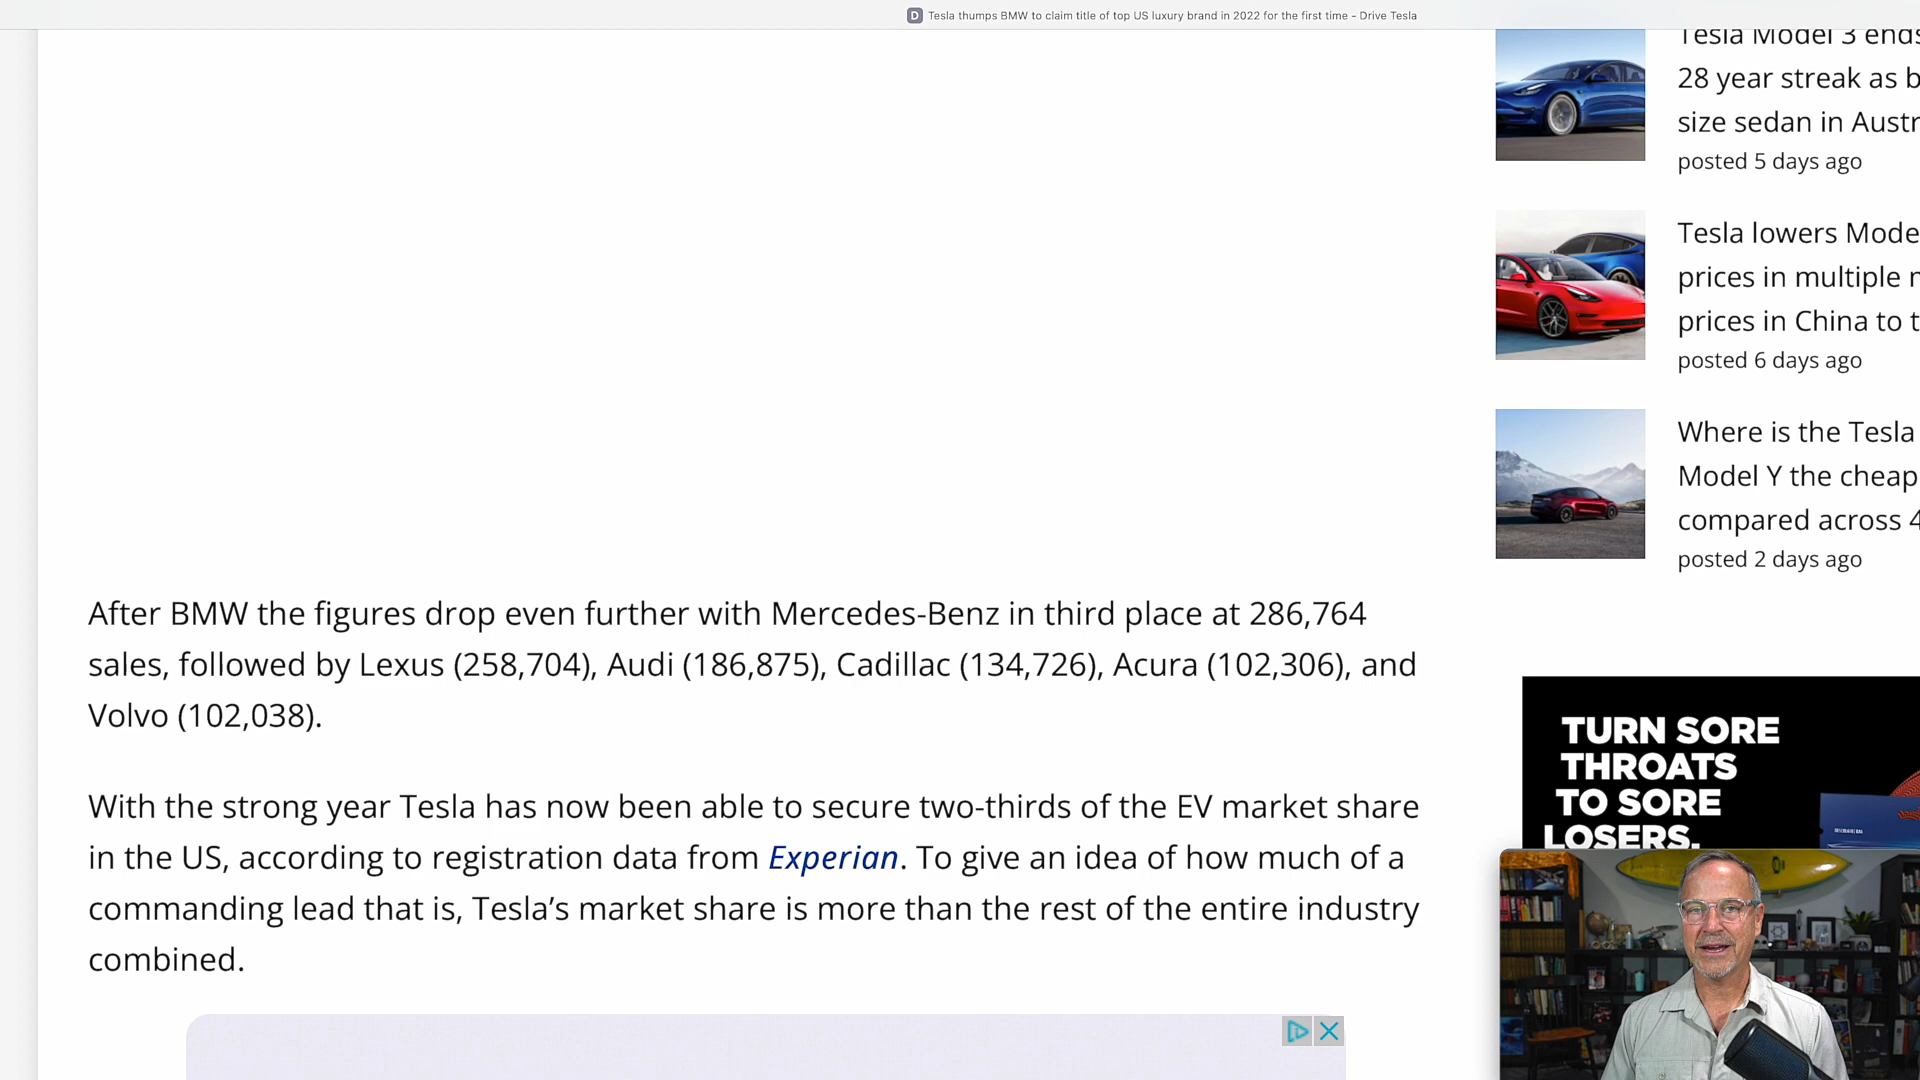 D Tesla thumps BMW to claim title of top US luxury brand in 2022 for the first time – Drive Tesla
Tesla Model 3 ends
28 year streak as b
size sedan in Austr
posted 5 days ago
Tesla lowers Mode
prices in multiple
prices in China to t
posted 6 days ago
Where is the Tesla
Model Y the cheap
compared across 4
posted 2 days ago
After BMW the figures drop even further with Mercedes-Benz in third place at 286,764
sales, followed by Lexus (258,704), Audi (186,875), Cadillac (134,726), Acura (102,306), and
Volvo (102,038).
With the strong year Tesla has now been able to secure two-thirds of the EV market share
in the US, according to registration data from Experian. To give an idea of how much of a
commanding lead that is, Tesla’s market share is more than the rest of the entire industry
combined.
TURN SORE
THROATS
TO SORE
LOSERS.